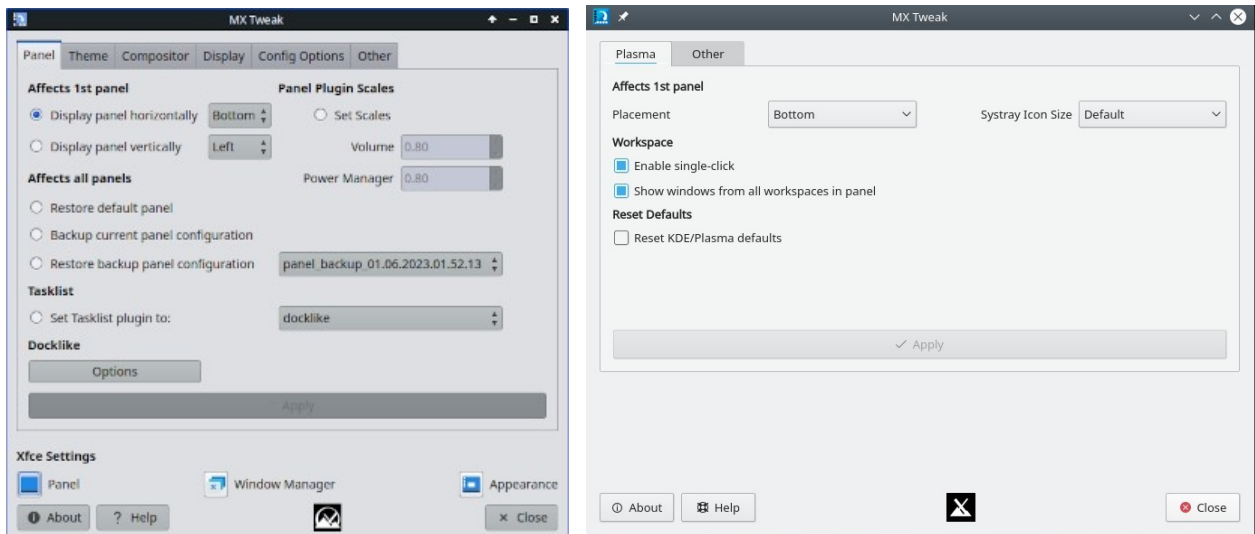 MX Tweak
Panel Theme Compositor Display Config Options Other
Affects 1st panel Panel Plugin Scales
Display panel horizontally Bottom Set Scales
Display panel vertically Left Volume 0.80
Affects all panels Power Manager 0.80
Restore default panel
Backup current panel configuration
Restore backup panel configuration panel_backup_01.06.2023.01.52.13
Tasklist
Set Tasklist plugin to: docklike
Docklike
Options
Apply
Xfce Settings
Panel Window Manager Appearance
About ? Help Close
MX Tweak
Plasma Other
Affects 1st panel
Placement Bottom Systray Icon Size Default
Workspace
Enable single-click
Show windows from all workspaces in panel
Reset Defaults
Reset KDE/Plasma defaults
Apply
About Help Close